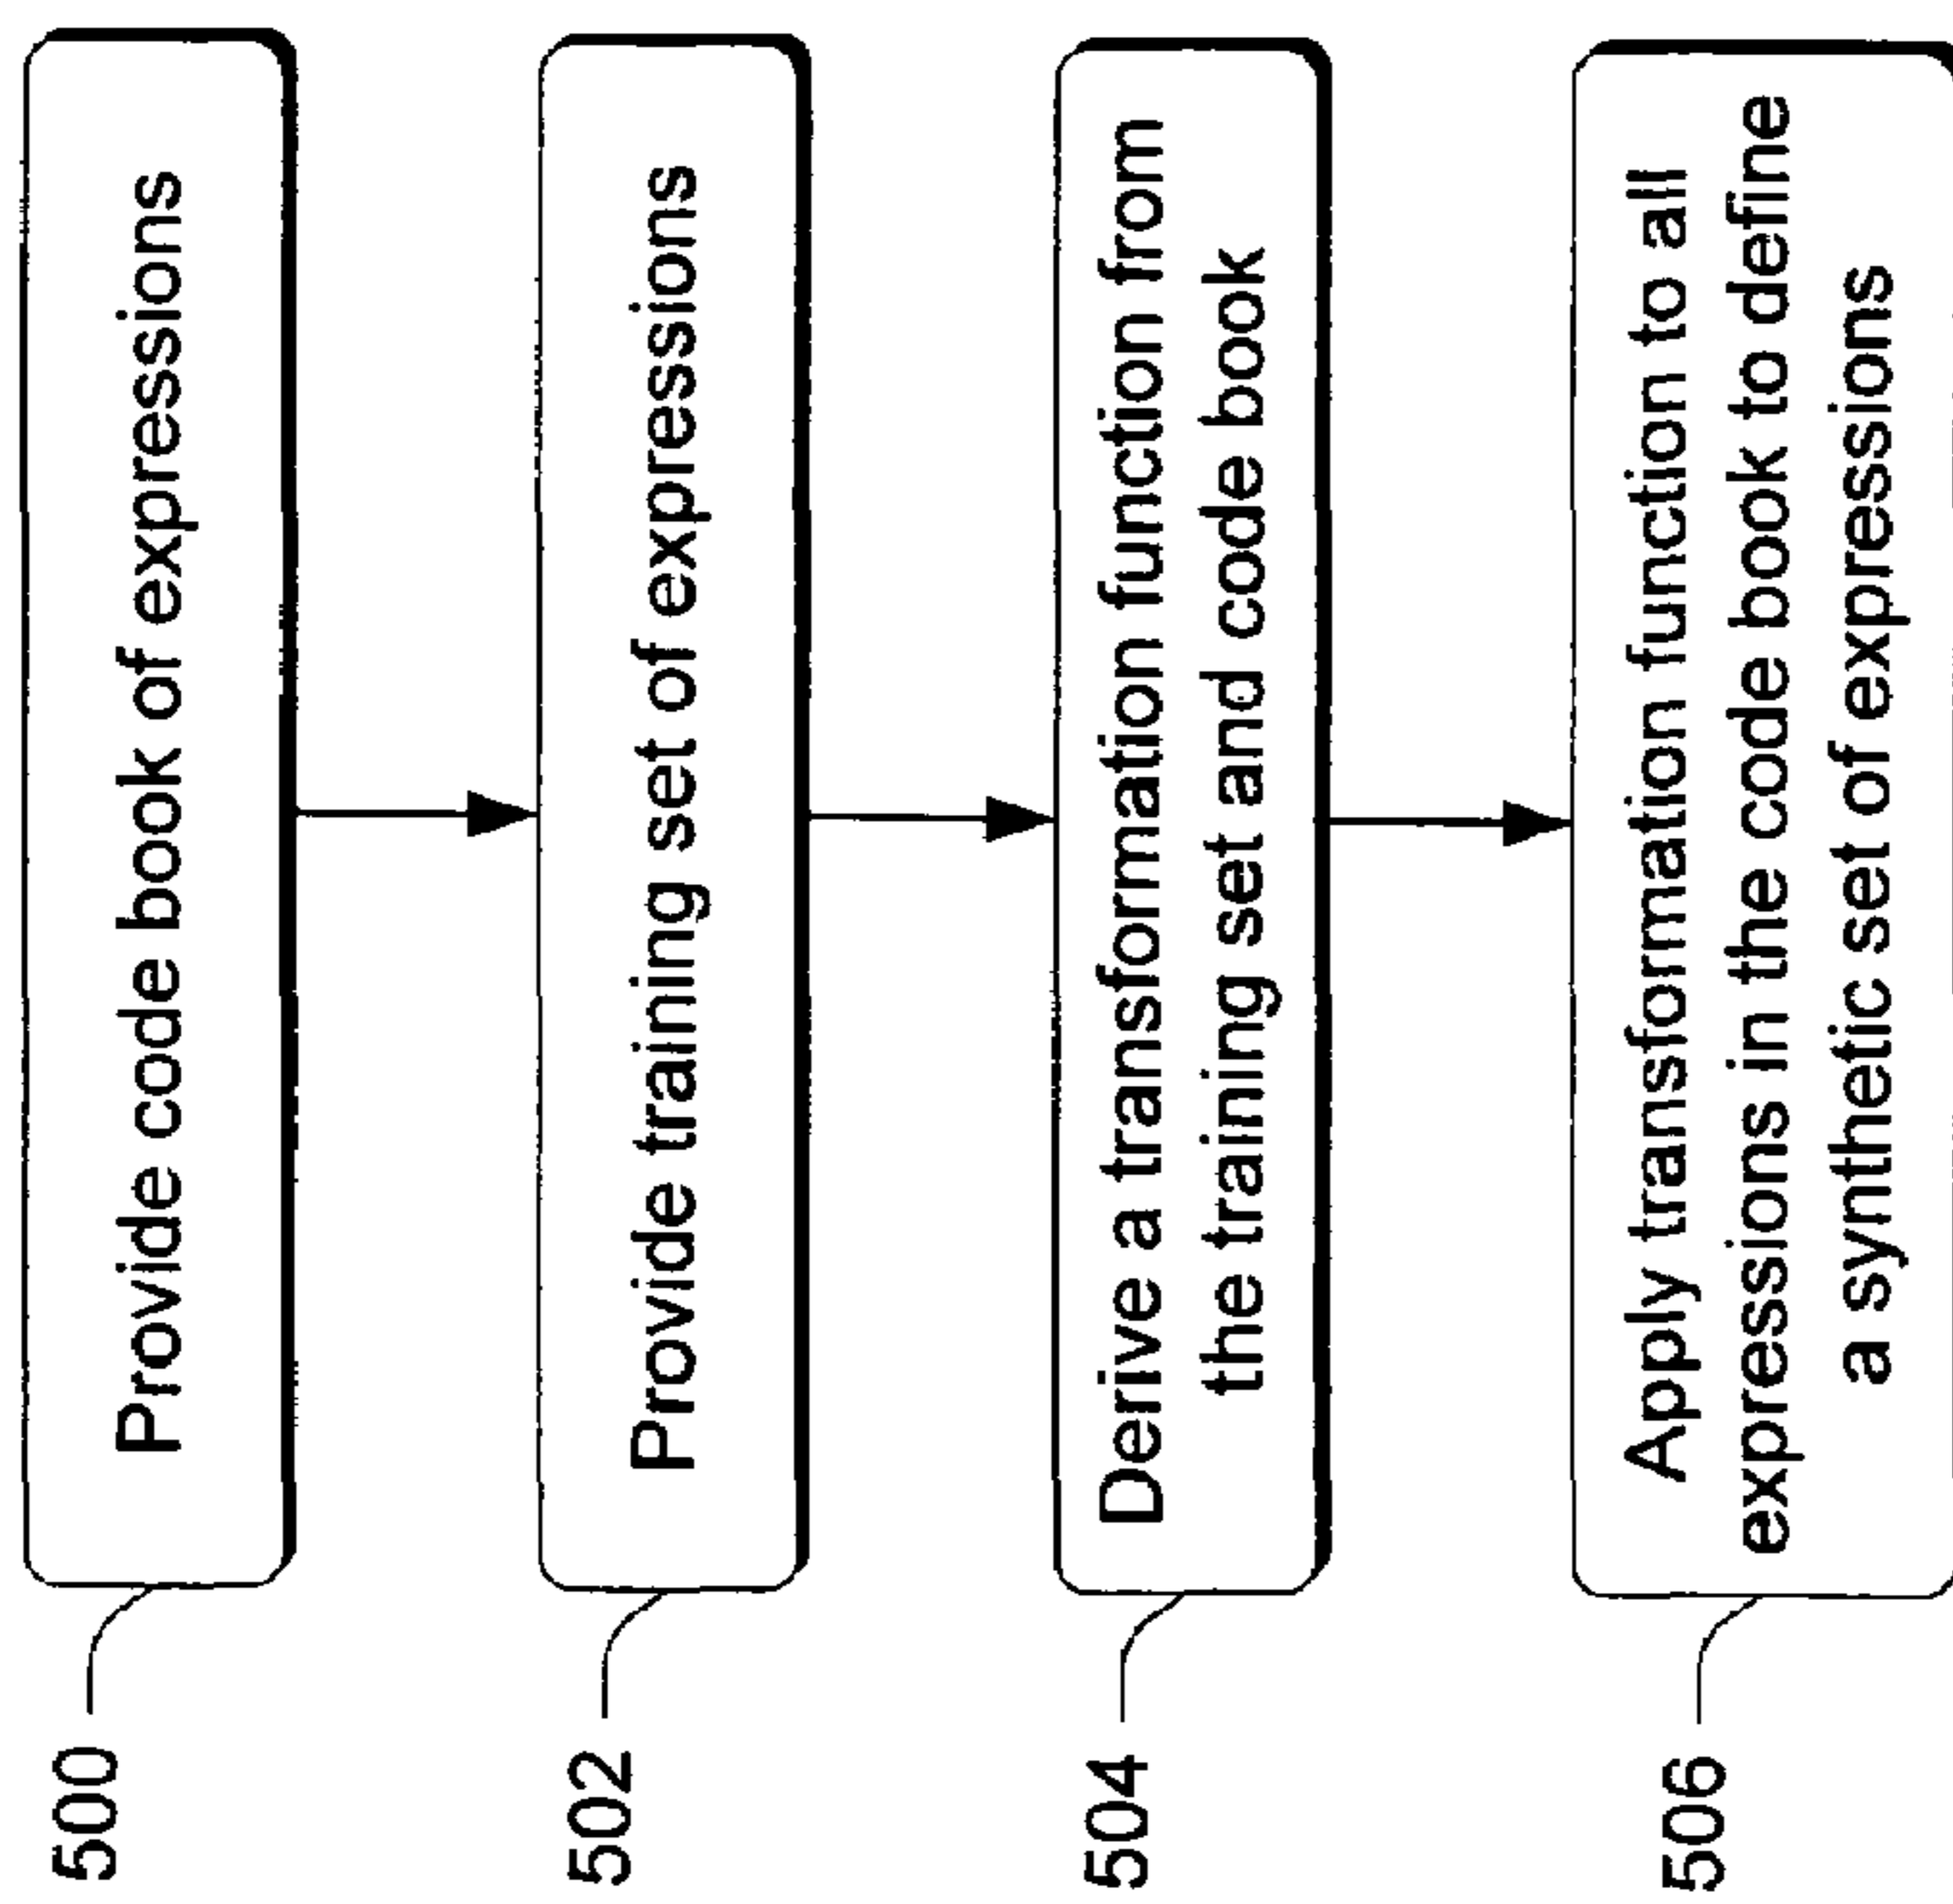 500
Provide code book of expressions
502
Provide training set of expressions
504
Derive a transformation function from
the training set and code book
506
Apply transformation function to all
expressions in the code book to define
a synthetic set of expressions